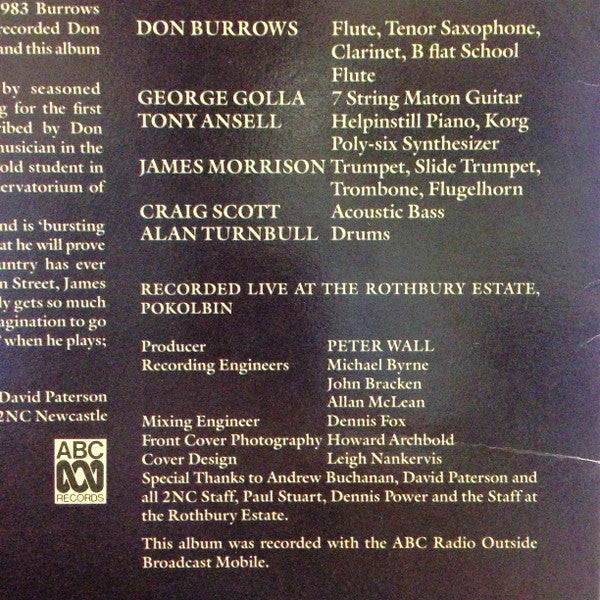 1983 Burrows
recorded Don
and this album
by seasoned
g for the first
ribed by Don
musician in the
old student in
servatorium of
nd is 'bursting
at he will prove
untry has ever
n Street, James
ly gets so much
agination to go
' when he plays;
David Paterson
2NC Newcastle
DON BURROWS Flute, Tenor Saxophone,
Clarinet, B flat School
Flute
GEORGE GOLLA 7 String Maton Guitar
TONY ANSELL Helpinstill Piano, Korg
Poly-six Synthesizer
JAMES MORRISON Trumpet, Slide Trumpet,
Trombone, Flugelhorn
CRAIG SCOTT Acoustic Bass
ALAN TURNBULL Drums
RECORDED LIVE AT THE ROTHBURY ESTATE,
POKOLBIN
Producer PETER WALL
Recording Engineers Michael Byrne
John Bracken
Allan McLean
Mixing Engineer Dennis Fox
Front Cover Photography Howard Archbold
Cover Design Leigh Nankervis
Special Thanks to Andrew Buchanan, David Paterson and
all 2NC Staff, Paul Stuart, Dennis Power and the Staff at
the Rothbury Estate.
This album was recorded with the ABC Radio Outside
Broadcast Mobile.
ABC
RECORDS